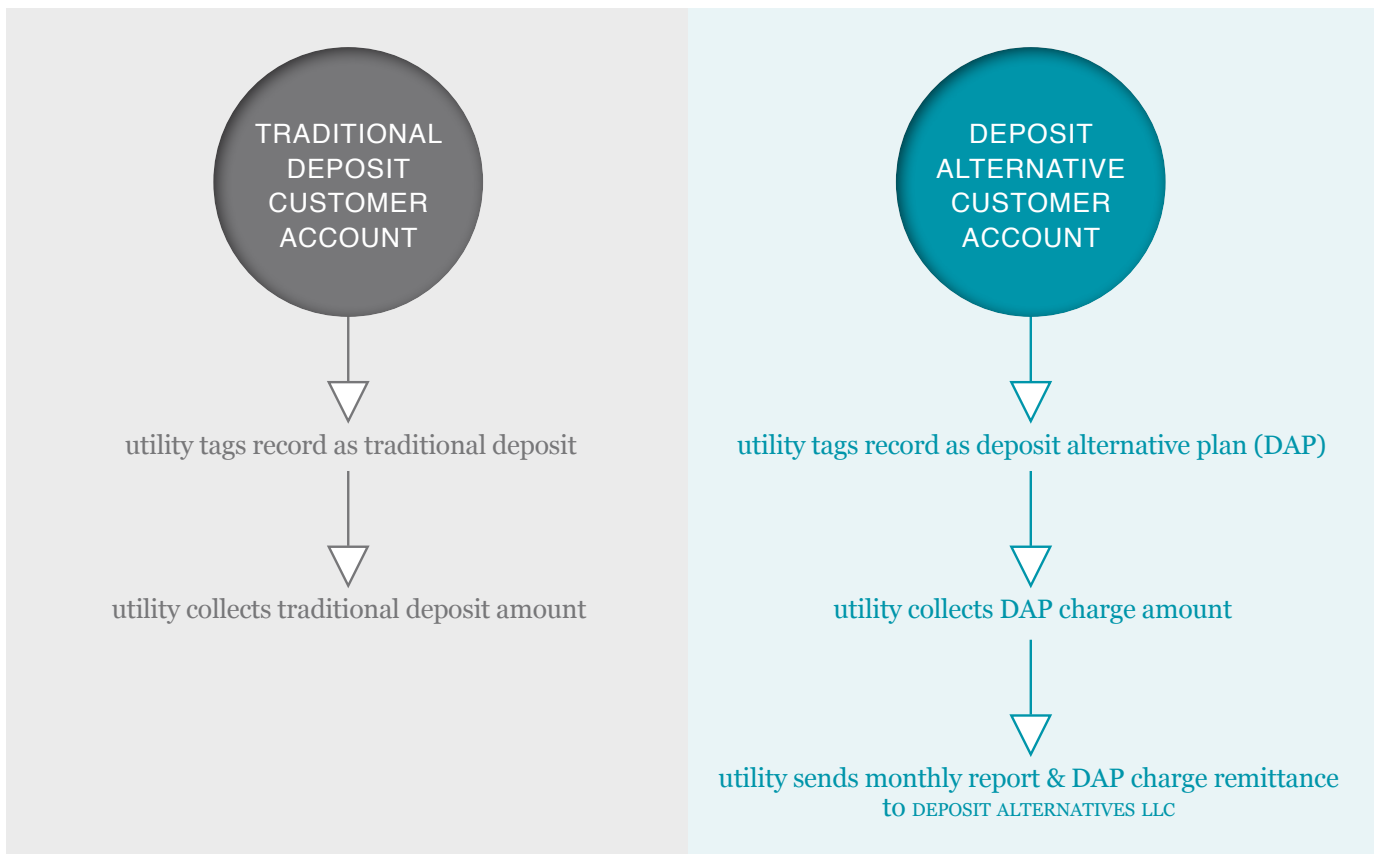 TRADITIONAL
DEPOSIT
CUSTOMER
ACCOUNT
utility tags record as traditional deposit
utility collects traditional deposit amount
DEPOSIT
ALTERNATIVE
CUSTOMER
ACCOUNT
utility tags record as deposit alternative plan (DAP)
utility collects DAP charge amount
utility sends monthly report & DAP charge remittance
to DEPOSIT ALTERNATIVES LLC